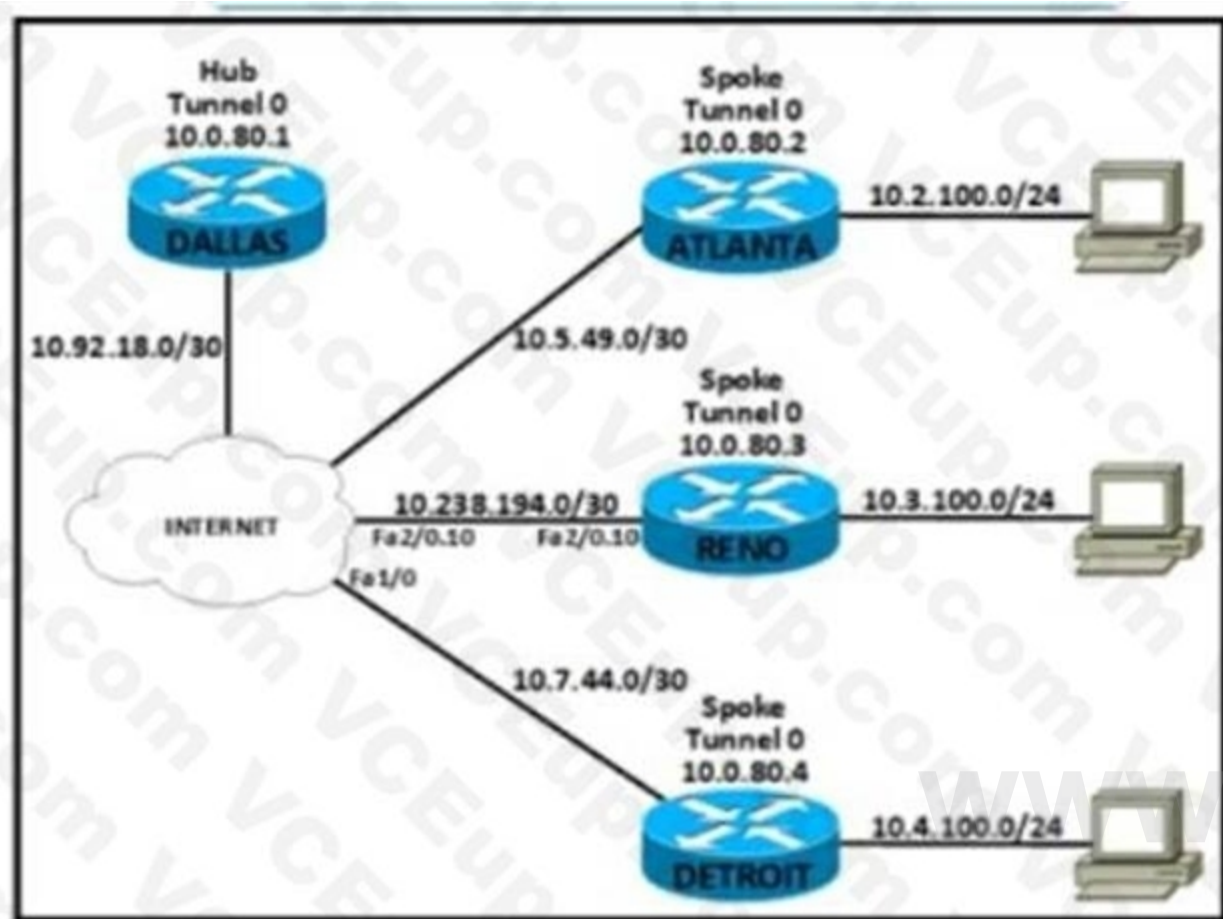 Hub
Tunnel 0
10.0.80.1
DALLAS
10.92.18.0/30
INTERNET
Spoke
Tunnel 0
10.0.80.2
ATLANTA
10.2.100.0/24
10.5.49.0/30
Spoke
Tunnel 0
10.0.80.3
RENO
10.238.194.0/30
Fa2/0.10
Fa2/0.10
10.3.100.0/24
Fa1/0
10.7.44.0/30
Spoke
Tunnel 0
10.0.80.4
DETROIT
10.4.100.0/24
VCEup.com
www